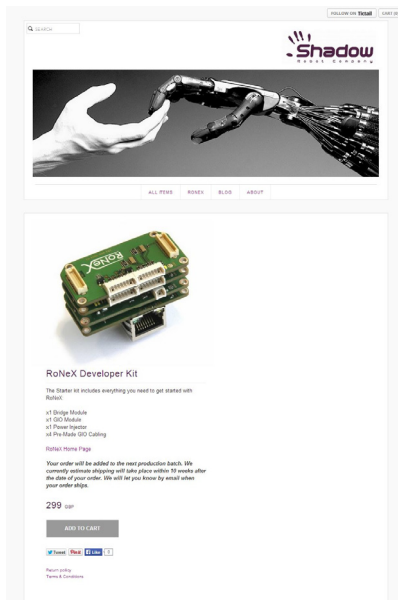 FOLLOW ON Tictail
CART
SEARCH
Shadow
Robot Company
ALL ITEMS
RONEX
BLOG
ABOUT
RoNeX
RoNeX Developer Kit
The Starter kit includes everything you need to get started with
RoNeX
x1 Bridge Module
x1 GIO Module
x1 Power Injector
x4 Pre-Made GIO Cabling
RoNeX Home Page
Your order will be added to the next production batch. We
currently estimate shipping will take place within 10 weeks after
the date of your order. We will let you know by email when
your order ships.
299 GBP
ADD TO CART
Tweet
Pin it
Like
Return policy
Terms & Conditions